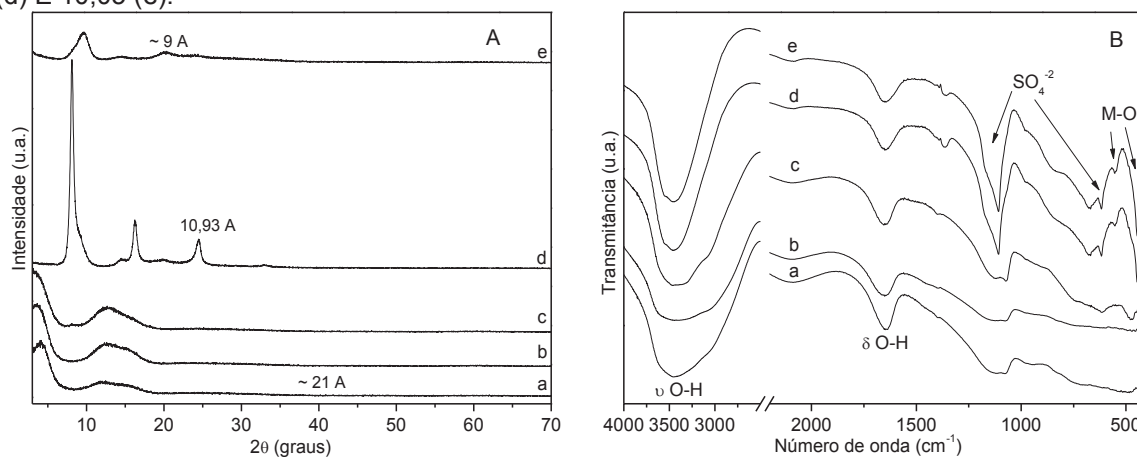 (d) E 10,05 (e).
A
~ 9 A
e
10,93 A
d
c
b
~ 21 A
a
Intensidade (u.a.)
10 20 30 40 50 60 70
2θ (graus)
B
e
SO₄⁻²
d
M-O
c
b
a
δ O-H
υ O-H
Transmitância (u.a.)
4000 3500 3000 2000 1500 1000 500
Número de onda (cm⁻¹)